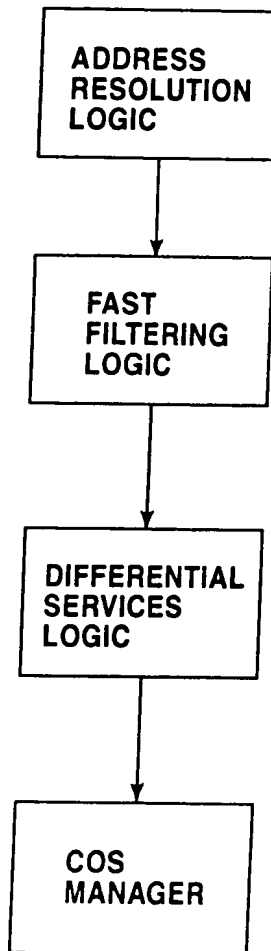 ADDRESS
RESOLUTION
LOGIC
FAST
FILTERING
LOGIC
DIFFERENTIAL
SERVICES
LOGIC
COS
MANAGER